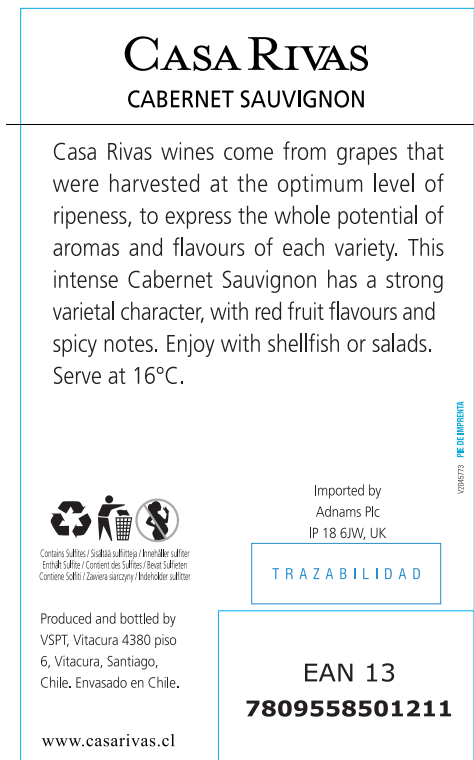 CASA RIVAS
CABERNET SAUVIGNON
Casa Rivas wines come from grapes that
were harvested at the optimum level of
ripeness, to express the whole potential of
aromas and flavours of each variety. This
intense Cabernet Sauvignon has a strong
varietal character, with red fruit flavours and
spicy notes. Enjoy with shellfish or salads.
Serve at 16°C.
V2045773 PIE DE IMPRENTA
Imported by
Adnams Plc
IP 18 6JW, UK
Contains Sulfites / Sisältää sulfiitteja / Innehåller sulfiter
Enthält Sulfite / Contient des Sulfites / Bevat Sulfieten
Contiene Solfiti / Zawiera siarczyny / Indeholder sulfitter
TRAZABILIDAD
Produced and bottled by
VSPT, Vitacura 4380 piso
6, Vitacura, Santiago,
Chile. Envasado en Chile.
www.casarivas.cl
EAN 13
7809558501211